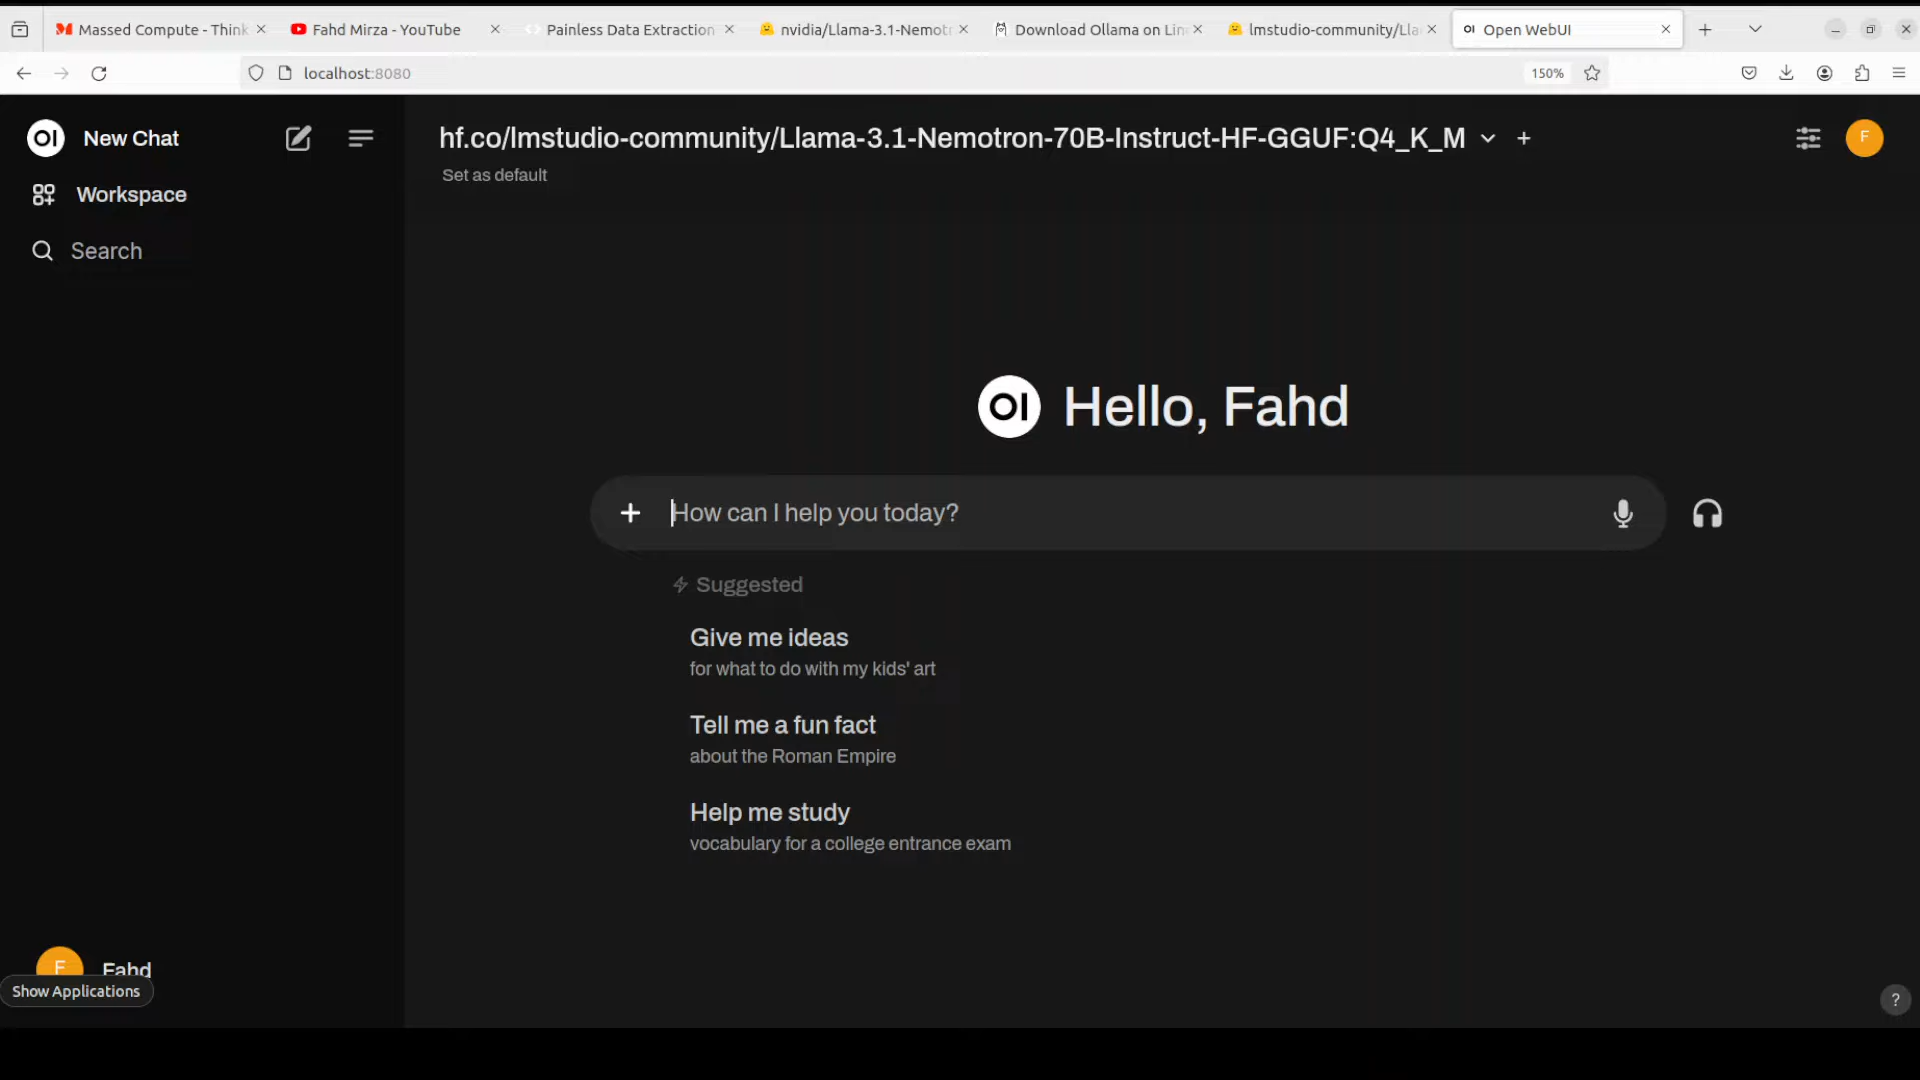 Massed Compute - Think
Fahd Mirza - YouTube
Painless Data Extraction
nvidia/Llama-3.1-Nemot
Download Ollama on Lin
lmstudio-community/Lla
OI Open WebUI
localhost:8080
150%
OI New Chat
hf.co/lmstudio-community/Llama-3.1-Nemotron-70B-Instruct-HF-GGUF:Q4_K_M
F
Set as default
Workspace
Search
OI Hello, Fahd
How can I help you today?
Suggested
Give me ideas
for what to do with my kids' art
Tell me a fun fact
about the Roman Empire
Help me study
vocabulary for a college entrance exam
F Fahd
Show Applications
?